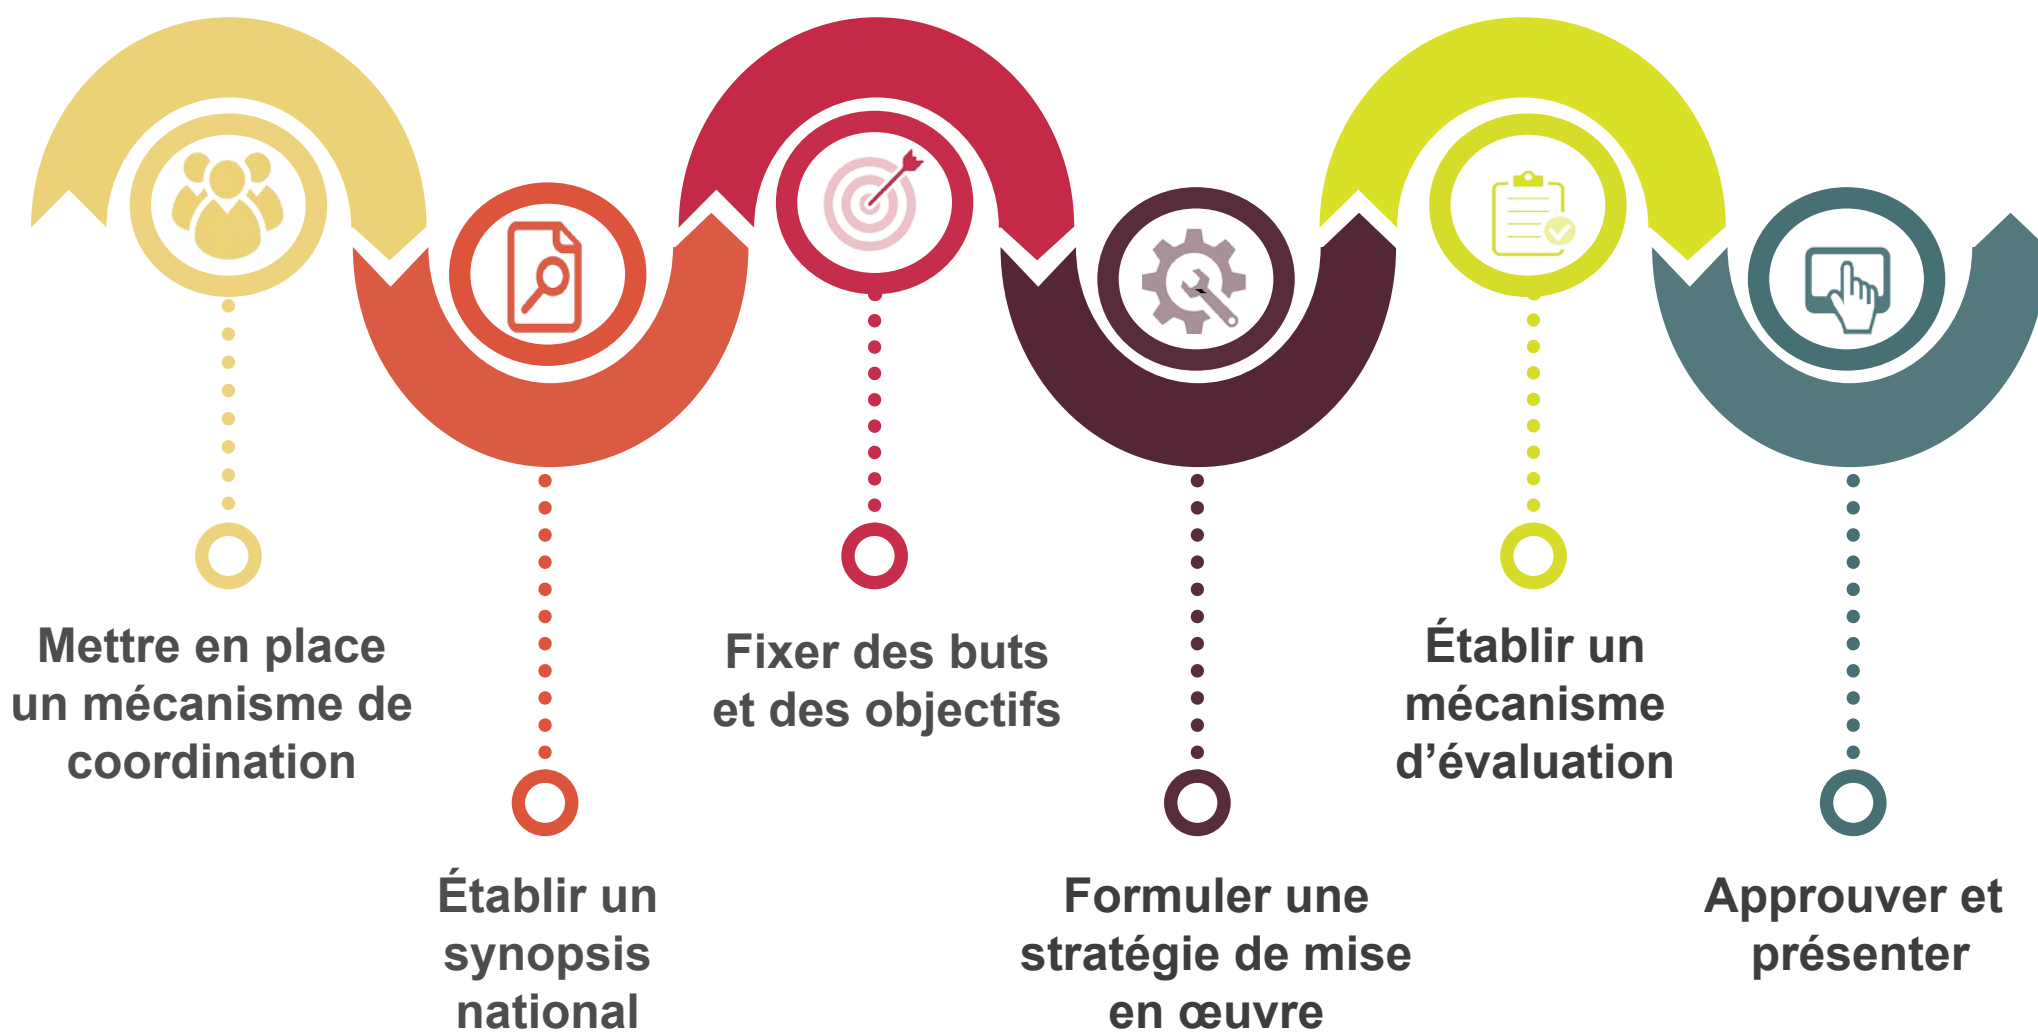 Mettre en place
un mécanisme de
coordination
Établir un
synopsis
national
Fixer des buts
et des objectifs
Formuler une
stratégie de mise
en œuvre
Établir un
mécanisme
d’évaluation
Approuver et
présenter